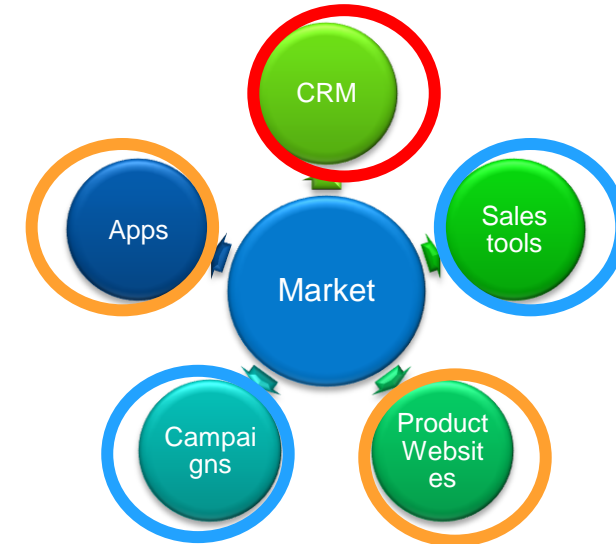 CRM
Apps
Sales
tools
Market
Campai
gns
Product
Websit
es